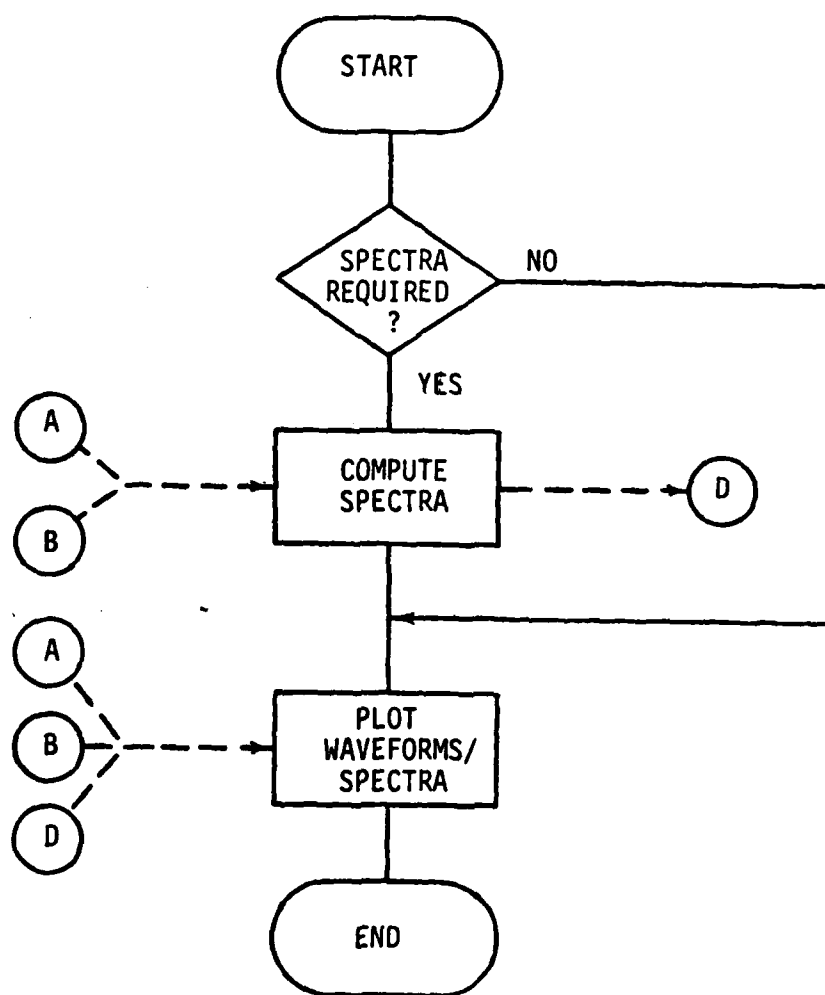 START
SPECTRA
REQUIRED
?
NO
YES
A
B
COMPUTE
SPECTRA
D
A
B
D
PLOT
WAVEFORMS/
SPECTRA
END